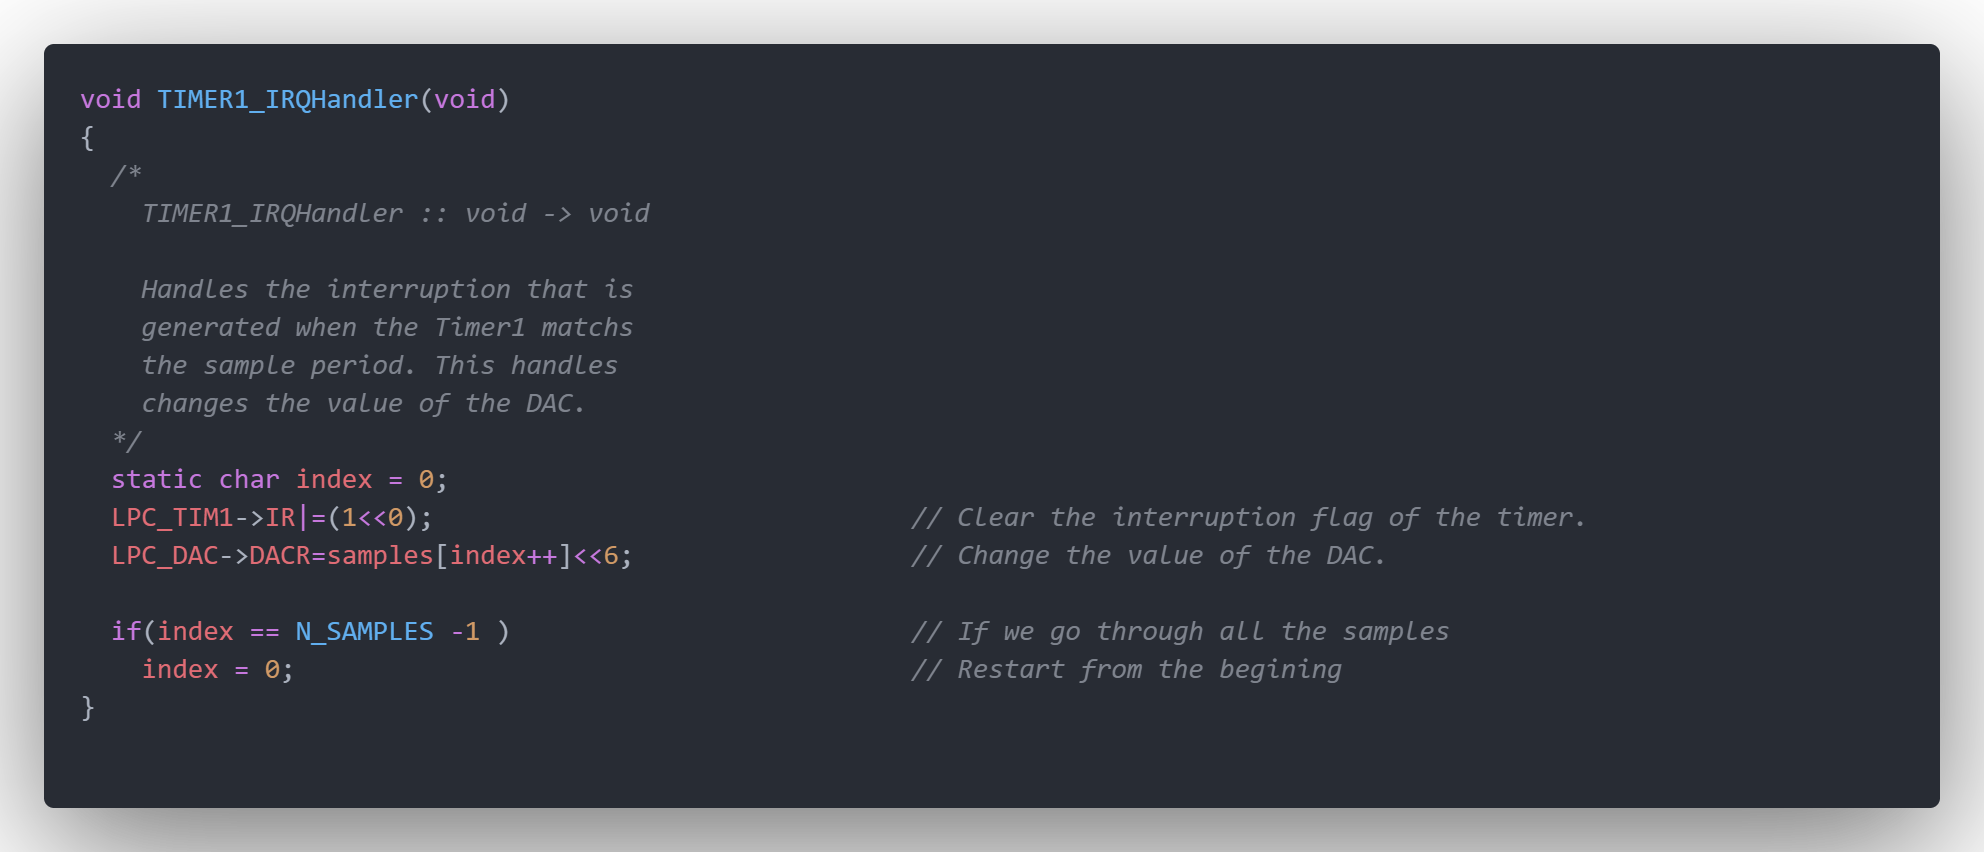 void TIMER1_IRQHandler(void)
{
/*
TIMER1_IRQHandler :: void -> void
Handles the interruption that is
generated when the Timer1 matchs
the sample period. This handles
changes the value of the DAC.
*/
static char index = 0;
LPC_TIM1->IR|=(1<<0); // Clear the interruption flag of the timer.
LPC_DAC->DACR=samples[index++]<<6; // Change the value of the DAC.
if(index == N_SAMPLES -1 ) // If we go through all the samples
index = 0; // Restart from the begining
}